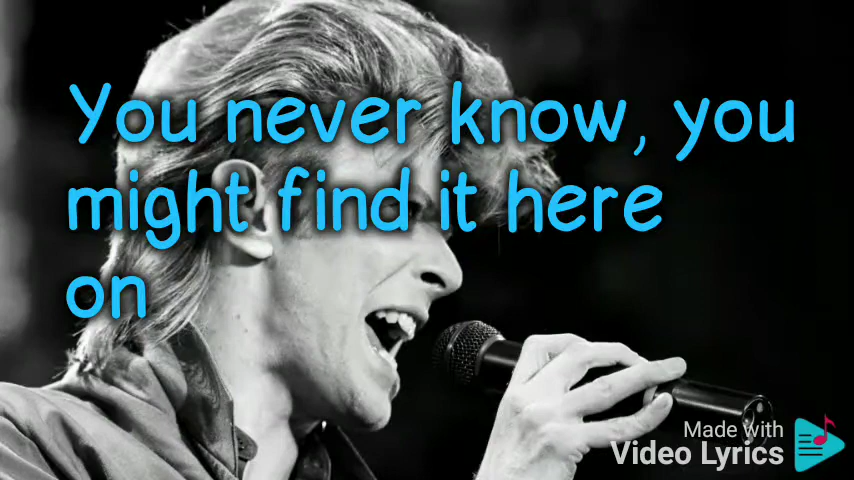 You never know, you
might find it here
on
Made with
Video Lyrics